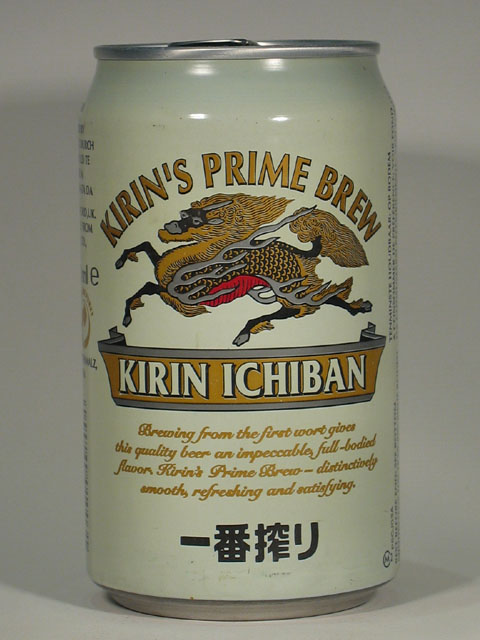 KIRIN'S PRIME BREW
KIRIN ICHIBAN
Brewing from the first wort gives
this quality beer an impeccable, full-bodied
flavor. Kirin's Prime Brew – distinctively
smooth, refreshing and satisfying.
一番搾り